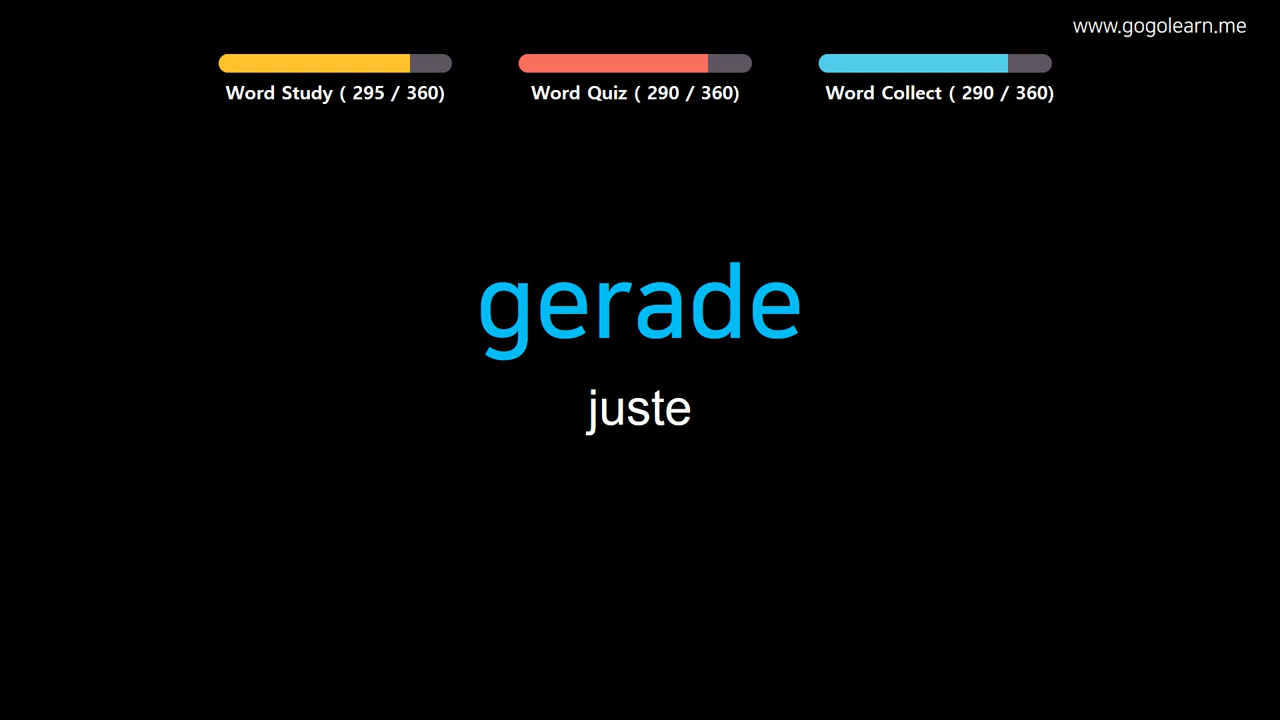 www.gogolearn.me
Word Study ( 295 / 360)
Word Quiz ( 290 / 360)
Word Collect ( 290 / 360)
gerade
juste